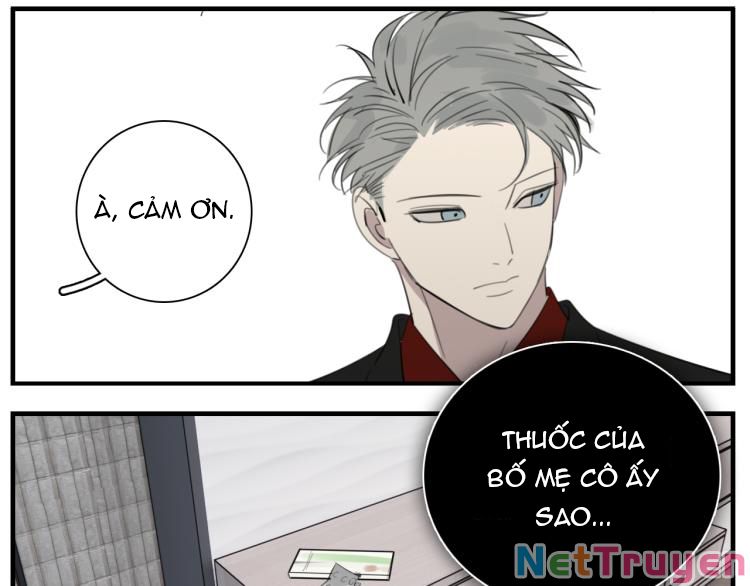 À, CẢM ƠN.
THUỐC CỦA
BỐ MẸ CÔ ẤY
SAO...
NetTruyen